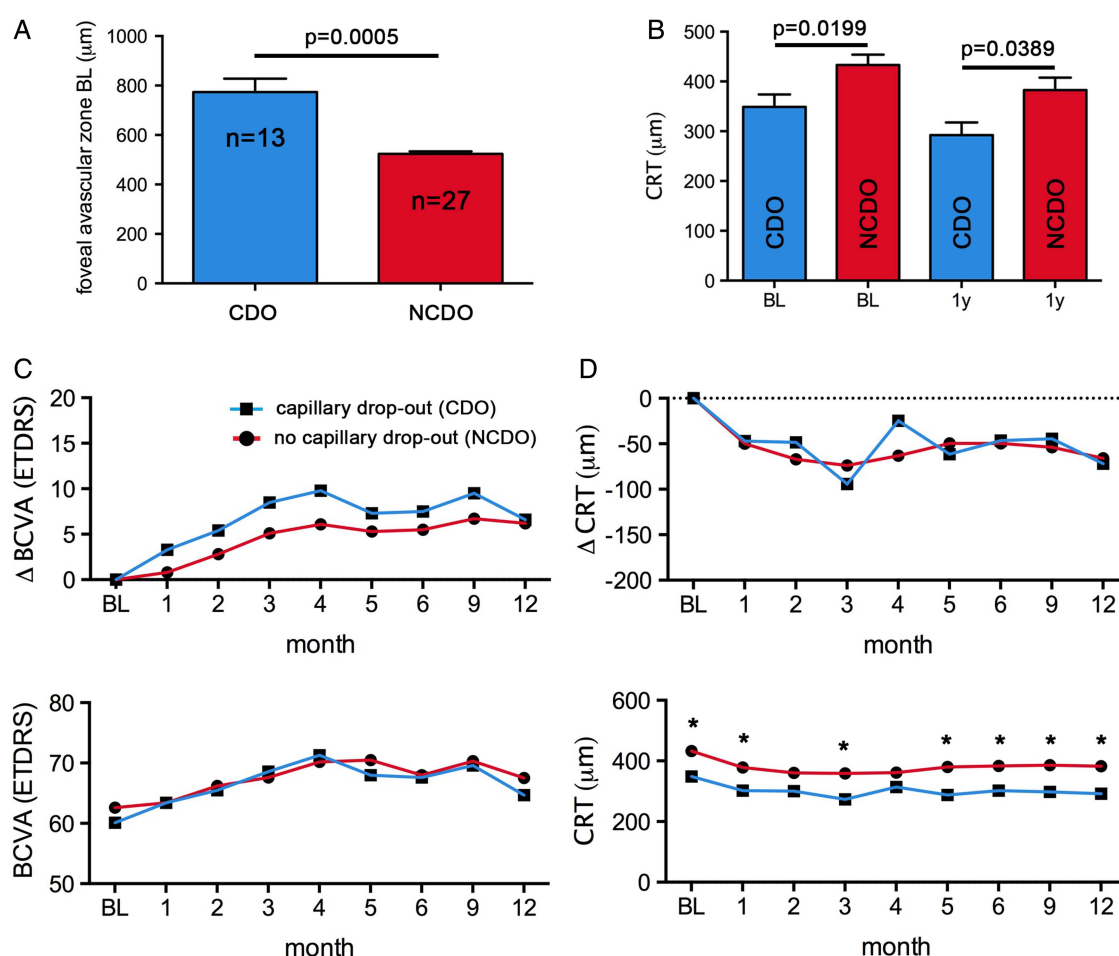 A
foveal avascular zone BL (μm)
1000
800
600
400
200
0
p=0.0005
n=13
n=27
CDO
NCDO
B
CRT (μm)
500
400
300
200
100
0
p=0.0199
p=0.0389
CDO
NCDO
CDO
NCDO
BL
BL
1y
1y
C
Δ BCVA (ETDRS)
20
15
10
5
0
capillary drop-out (CDO)
no capillary drop-out (NCDO)
BL 1 2 3 4 5 6 9 12
month
D
Δ CRT (μm)
0
-50
-100
-150
-200
BL 1 2 3 4 5 6 9 12
month
BCVA (ETDRS)
80
70
60
50
BL 1 2 3 4 5 6 9 12
month
CRT (μm)
600
400
200
0
* * * * * * *
BL 1 2 3 4 5 6 9 12
month